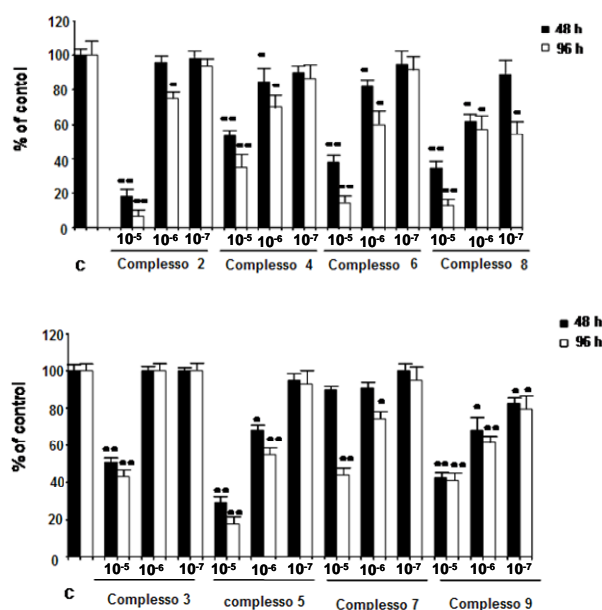 48 h
96 h
% of contol
120
100
80
60
40
20
0
** ** * ** ** * * ** ** * * ** ** * * *
c
10-5 10-6 10-7 10-5 10-6 10-7 10-5 10-6 10-7 10-5 10-6 10-7
Complesso 2 Complesso 4 Complesso 6 Complesso 8
48 h
96 h
% of control
120
100
80
60
40
20
0
** ** ** ** * ** ** * ** ** * ** * *
c
10-5 10-6 10-7 10-5 10-6 10-7 10-5 10-6 10-7 10-5 10-6 10-7
Complesso 3 complesso 5 Complesso 7 Complesso 9